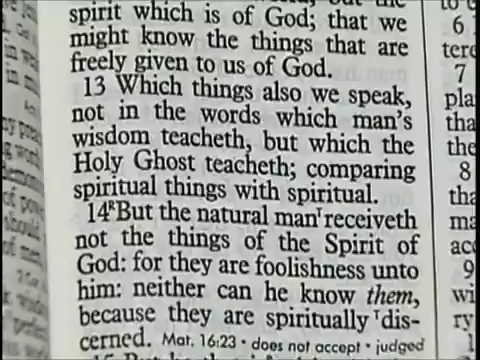 spirit which is of God; that we
might know the things that are
freely given to us of God.
13 Which things also we speak,
not in the words which man's
wisdom teacheth, but which the
Holy Ghost teacheth; comparing
spiritual things with spiritual.
14 But the natural man receiveth
not the things of the Spirit of
God: for they are foolishness unto
him: neither can he know them,
because they are spiritually dis-
cerned. Mat. 16:23 • does not accept • judged
6
7
8
9